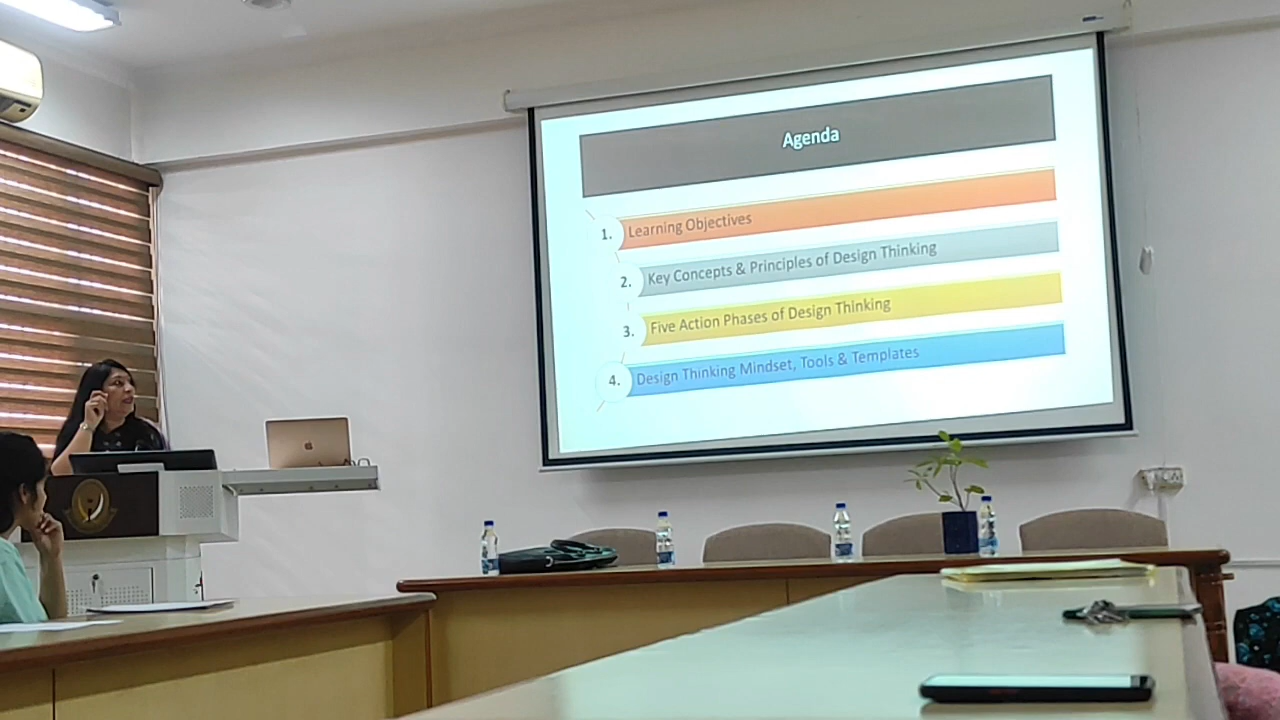 Agenda
1. Learning Objectives
2. Key Concepts & Principles of Design Thinking
3. Five Action Phases of Design Thinking
4. Design Thinking Mindset, Tools & Templates